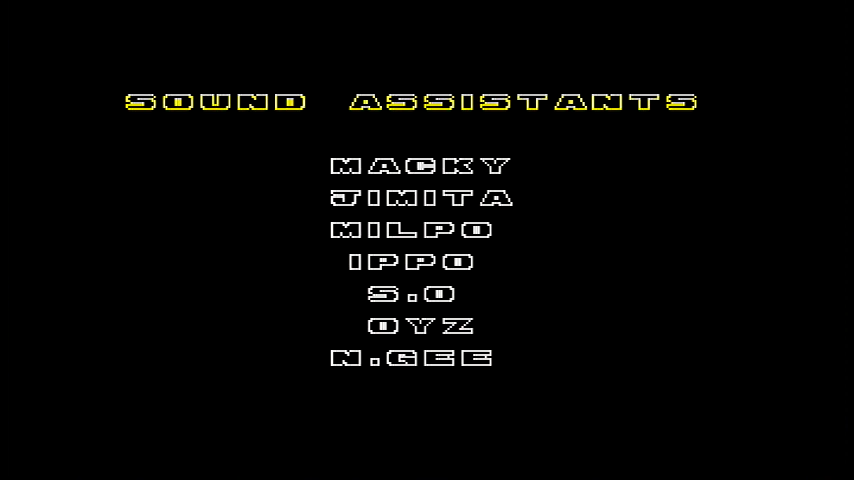 SOUND ASSISTANTS
MACKY
JIMITA
MILPO
IPPO
S.O
OYZ
N.GEE